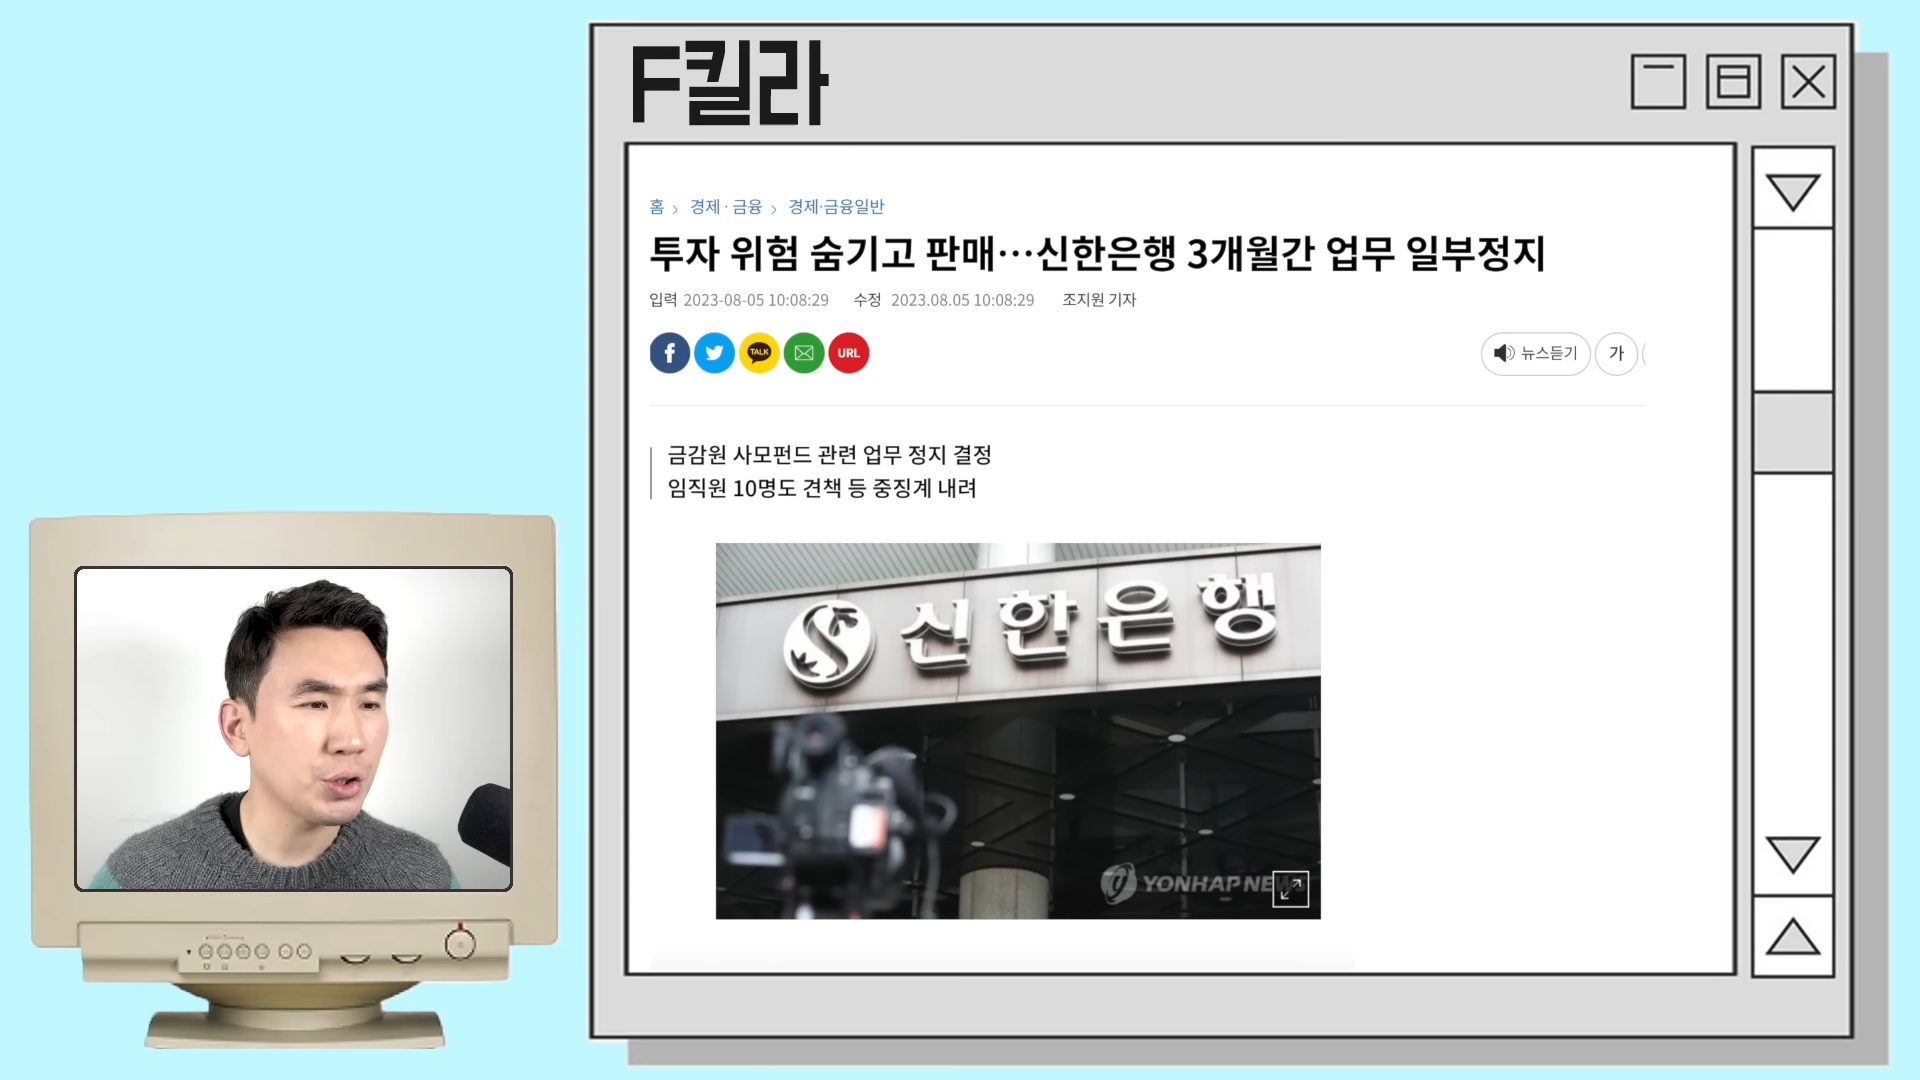 F킬라
홈 > 경제 · 금융 > 경제·금융일반
투자 위험 숨기고 판매…신한은행 3개월간 업무 일부정지
입력 2023-08-05 10:08:29 수정 2023.08.05 10:08:29 조지원 기자
TALK
URL
뉴스듣기
가
금감원 사모펀드 관련 업무 정지 결정
임직원 10명도 견책 등 중징계 내려
신한은행
YONHAP NEWS